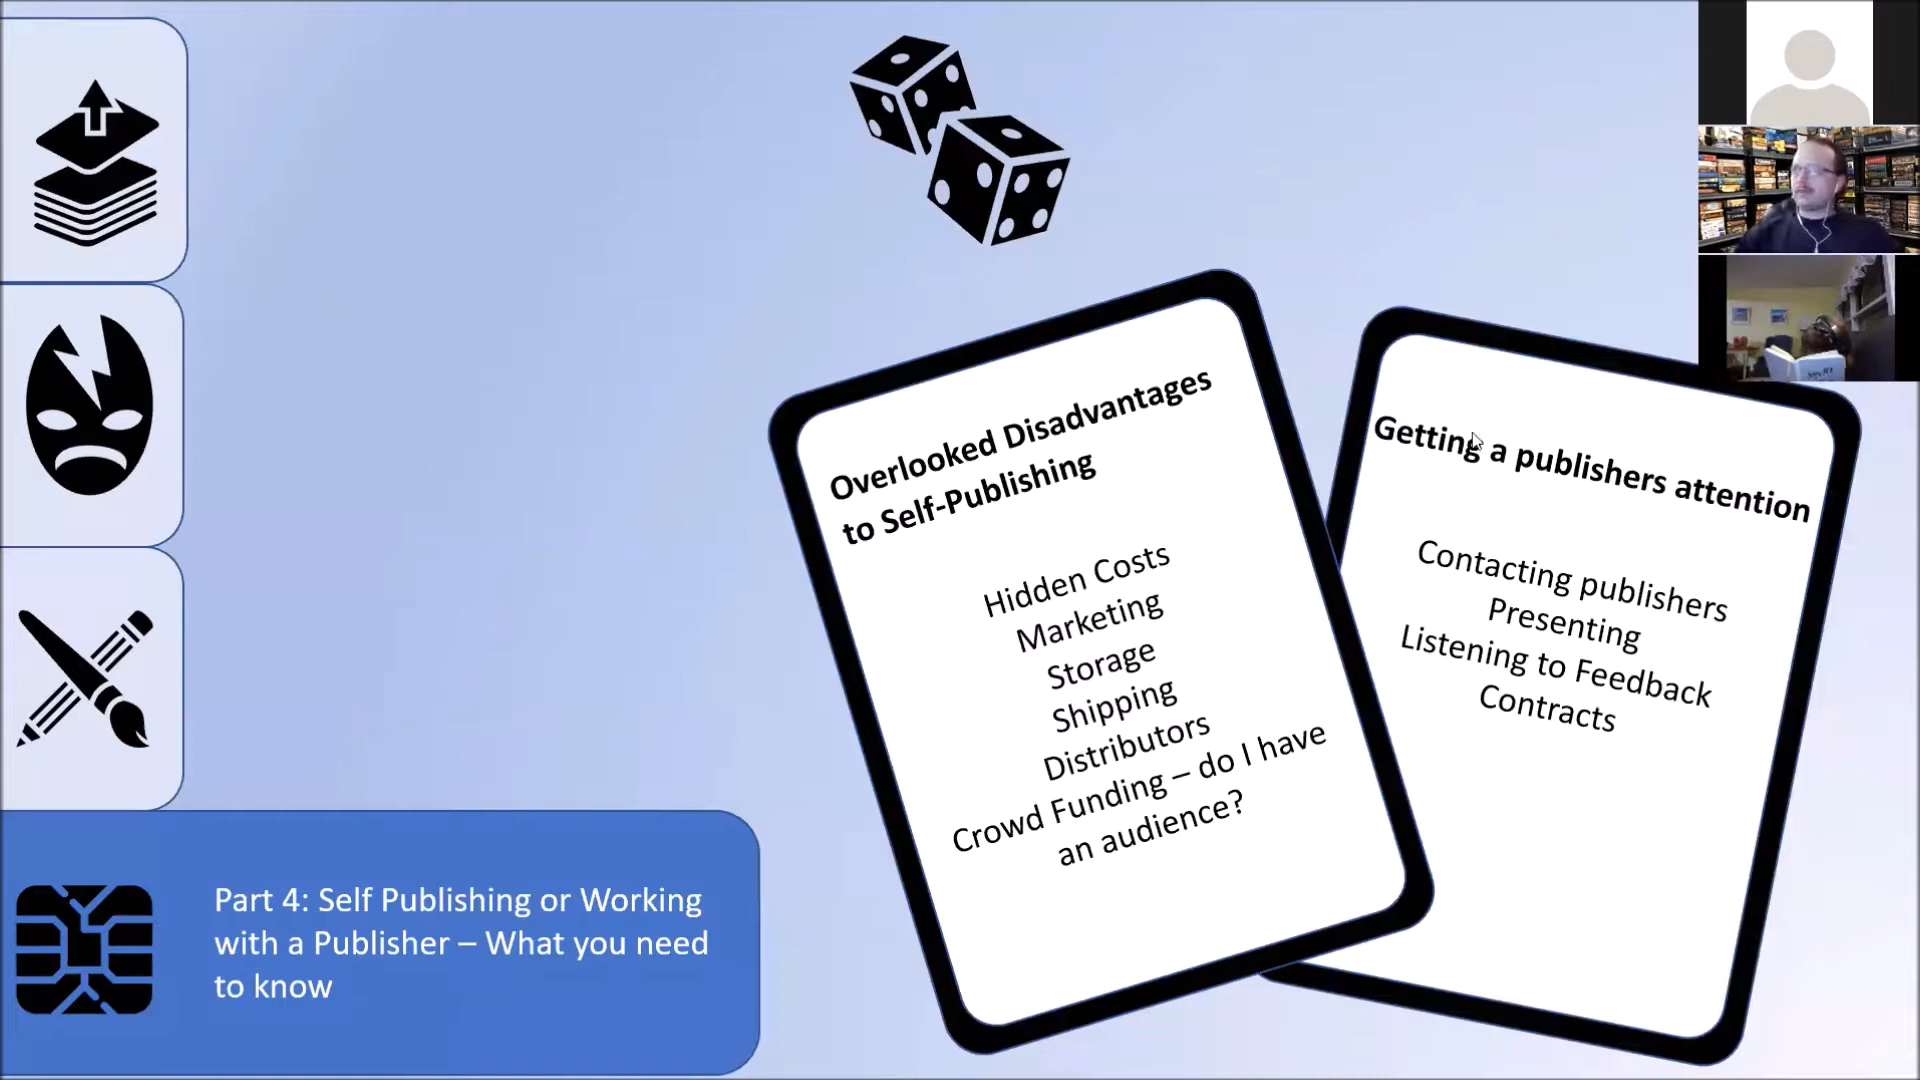 Overlooked Disadvantages
to Self-Publishing
Hidden Costs
Marketing
Storage
Shipping
Distributors
Crowd Funding – do I have
an audience?
Getting a publishers attention
Contacting publishers
Presenting
Listening to Feedback
Contracts
Part 4: Self Publishing or Working
with a Publisher – What you need
to know